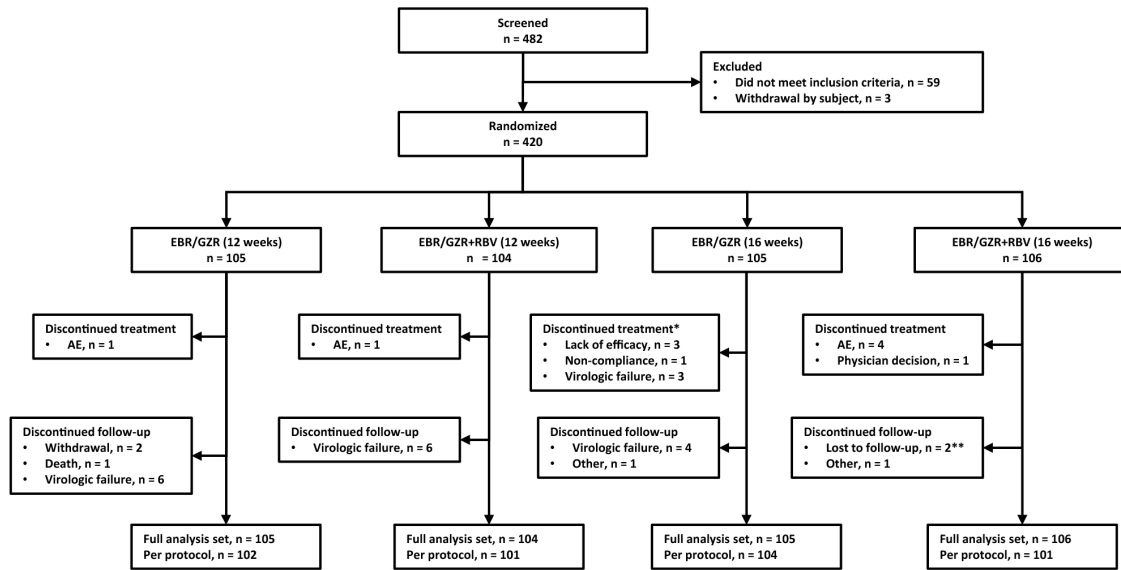 Screened
n = 482
Excluded
• Did not meet inclusion criteria, n = 59
• Withdrawal by subject, n = 3
Randomized
n = 420
EBR/GZR (12 weeks)
n = 105
EBR/GZR+RBV (12 weeks)
n = 104
EBR/GZR (16 weeks)
n = 105
EBR/GZR+RBV (16 weeks)
n = 106
Discontinued treatment
• AE, n = 1
Discontinued treatment
• AE, n = 1
Discontinued treatment*
• Lack of efficacy, n = 3
• Non-compliance, n = 1
• Virologic failure, n = 3
Discontinued treatment
• AE, n = 4
• Physician decision, n = 1
Discontinued follow-up
• Withdrawal, n = 2
• Death, n = 1
• Virologic failure, n = 6
Discontinued follow-up
• Virologic failure, n = 6
Discontinued follow-up
• Virologic failure, n = 4
• Other, n = 1
Discontinued follow-up
• Lost to follow-up, n = 2**
• Other, n = 1
Full analysis set, n = 105
Per protocol, n = 102
Full analysis set, n = 104
Per protocol, n = 101
Full analysis set, n = 105
Per protocol, n = 104
Full analysis set, n = 106
Per protocol, n = 101